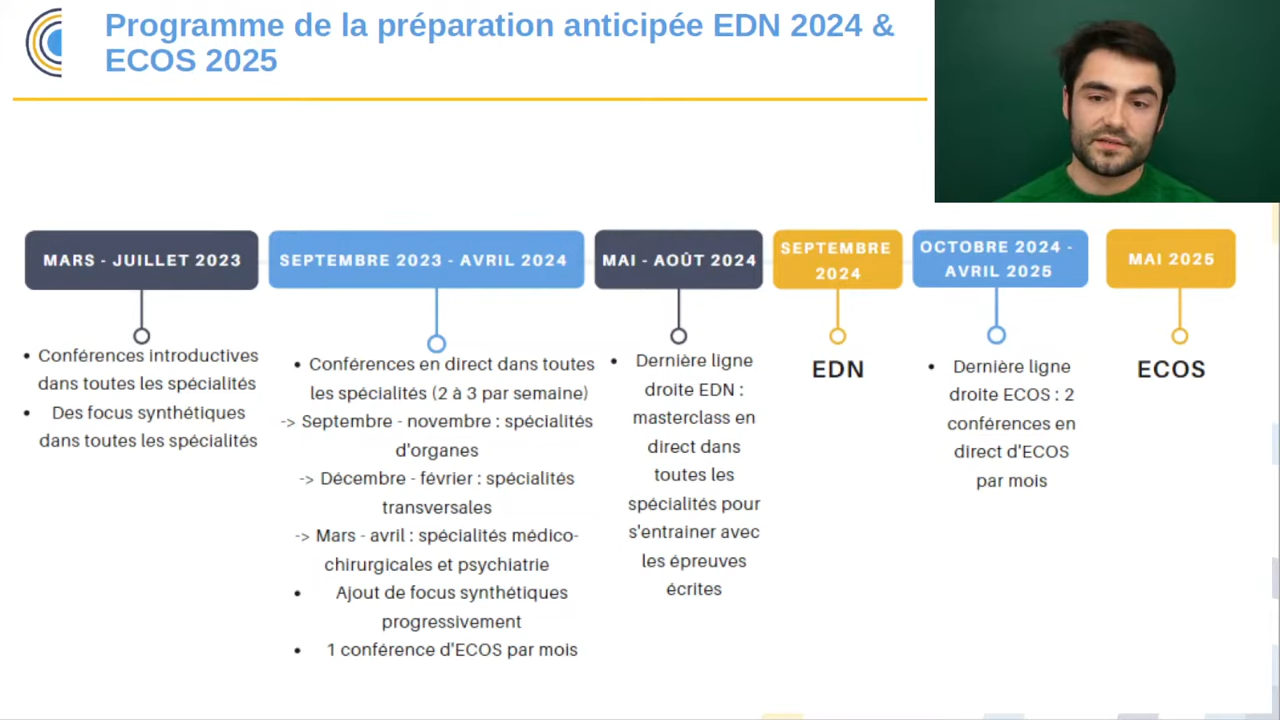 Programme de la préparation anticipée EDN 2024 &
ECOS 2025
MARS - JUILLET 2023
• Conférences introductives
dans toutes les spécialités
• Des focus synthétiques
dans toutes les spécialités
SEPTEMBRE 2023 - AVRIL 2024
• Conférences en direct dans toutes
les spécialités (2 à 3 par semaine)
-> Septembre - novembre : spécialités
d'organes
-> Décembre - février : spécialités
transversales
-> Mars - avril : spécialités médico-
chirurgicales et psychiatrie
• Ajout de focus synthétiques
progressivement
• 1 conférence d'ECOS par mois
MAI - AOÛT 2024
• Dernière ligne
droite EDN :
masterclass en
direct dans
toutes les
spécialités pour
s'entrainer avec
les épreuves
écrites
SEPTEMBRE
2024
EDN
OCTOBRE 2024 -
AVRIL 2025
• Dernière ligne
droite ECOS : 2
conférences en
direct d'ECOS
par mois
MAI 2025
ECOS